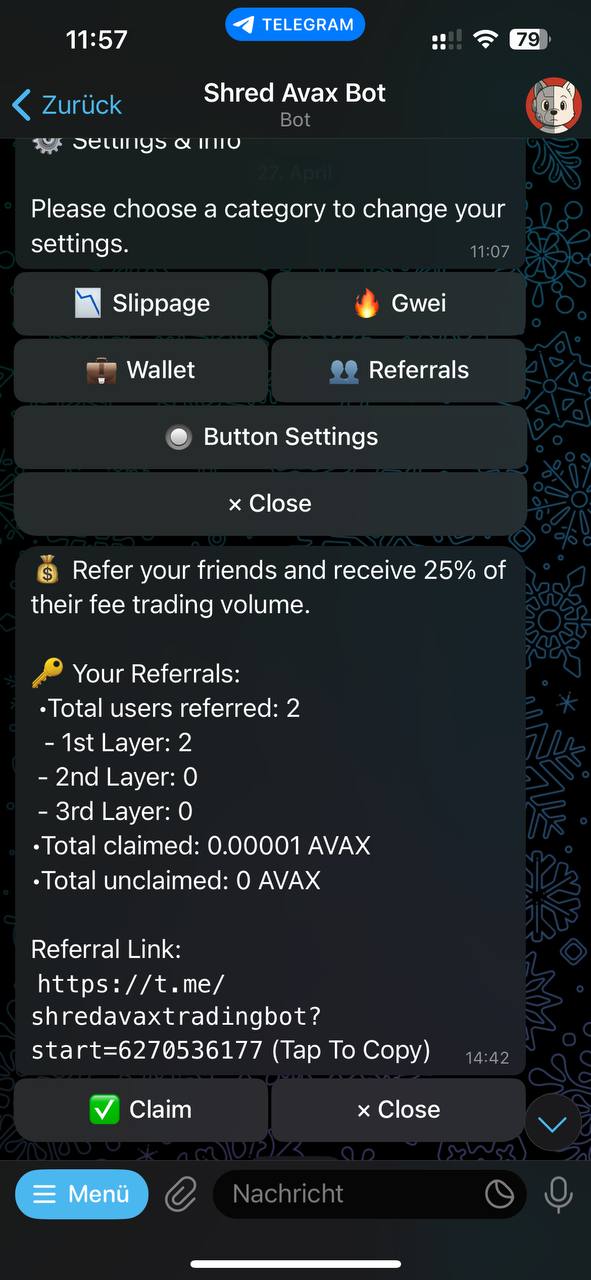 11:57
TELEGRAM
79
Zurück
Shred Avax Bot
Bot
Settings & Info
27. April
Please choose a category to change your
settings.
11:07
Slippage
Gwei
Wallet
Referrals
Button Settings
× Close
Refer your friends and receive 25% of
their fee trading volume.
Your Referrals:
•Total users referred: 2
- 1st Layer: 2
- 2nd Layer: 0
- 3rd Layer: 0
•Total claimed: 0.00001 AVAX
•Total unclaimed: 0 AVAX
Referral Link:
https://t.me/
shredavaxtradingbot?
start=6270536177 (Tap To Copy)
14:42
Claim
× Close
Menü
Nachricht